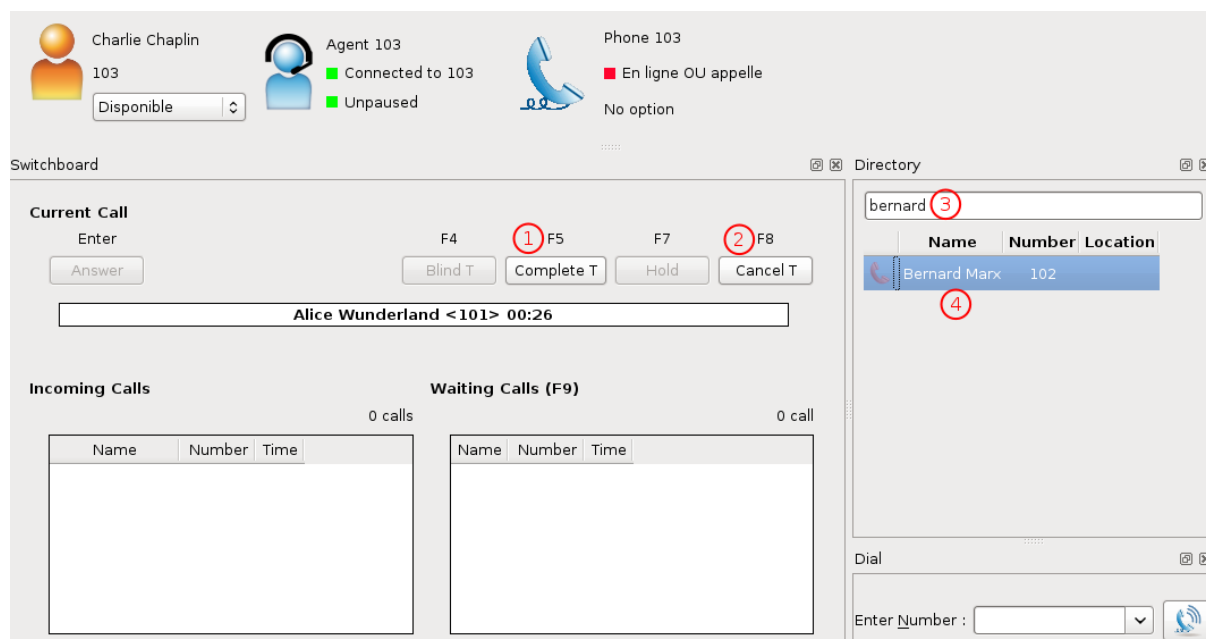 Charlie Chaplin
103
Disponible
Agent 103
Connected to 103
Unpaused
Phone 103
En ligne OU appelle
No option
Switchboard
Current Call
Enter
F4
1 F5
F7
2 F8
Answer
Blind T
Complete T
Hold
Cancel T
Alice Wunderland <101> 00:26
Incoming Calls
0 calls
Name Number Time
Waiting Calls (F9)
0 call
Name Number Time
Directory
bernard 3
Name Number Location
Bernard Marx 102
4
Dial
Enter Number :